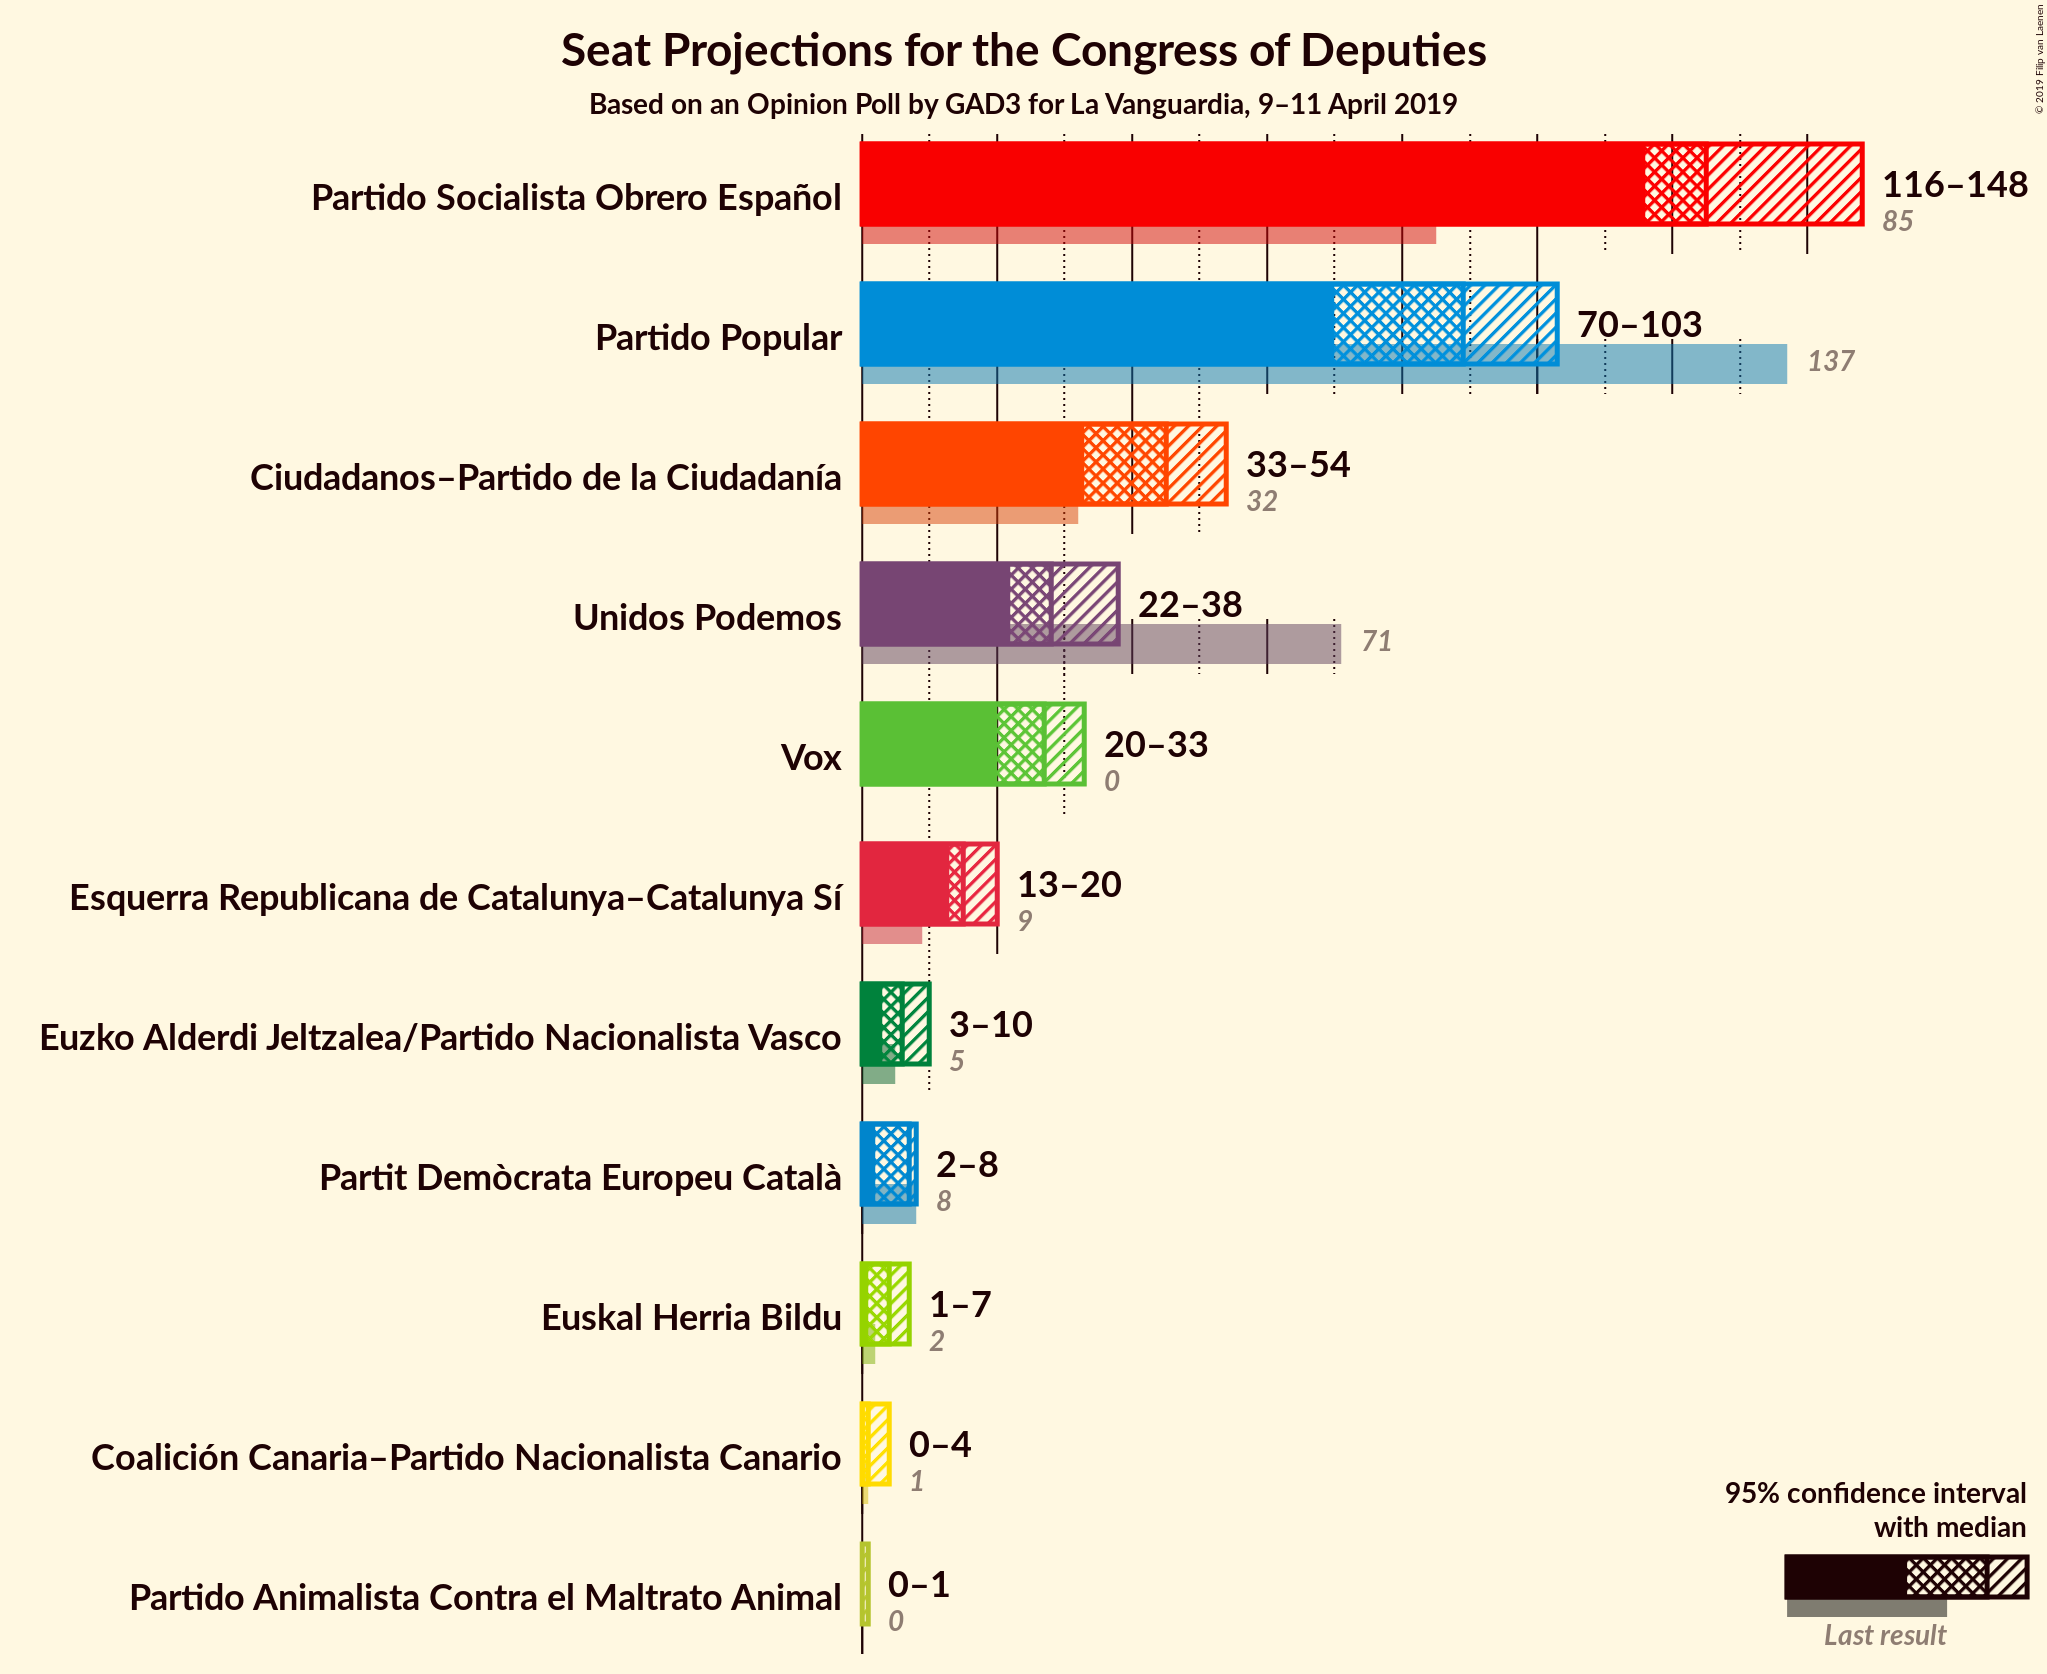 Seat Projections for the Congress of Deputies
Based on an Opinion Poll by GAD3 for La Vanguardia, 9–11 April 2019
© 2019 Filip van Laenen
Partido Socialista Obrero Español
116–148
85
Partido Popular
70–103
137
Ciudadanos–Partido de la Ciudadanía
33–54
32
Unidos Podemos
22–38
71
Vox
20–33
0
Esquerra Republicana de Catalunya–Catalunya Sí
13–20
9
Euzko Alderdi Jeltzalea/Partido Nacionalista Vasco
3–10
5
Partit Demòcrata Europeu Català
2–8
8
Euskal Herria Bildu
1–7
2
Coalición Canaria–Partido Nacionalista Canario
0–4
1
Partido Animalista Contra el Maltrato Animal
0–1
0
95% confidence interval
with median
Last result